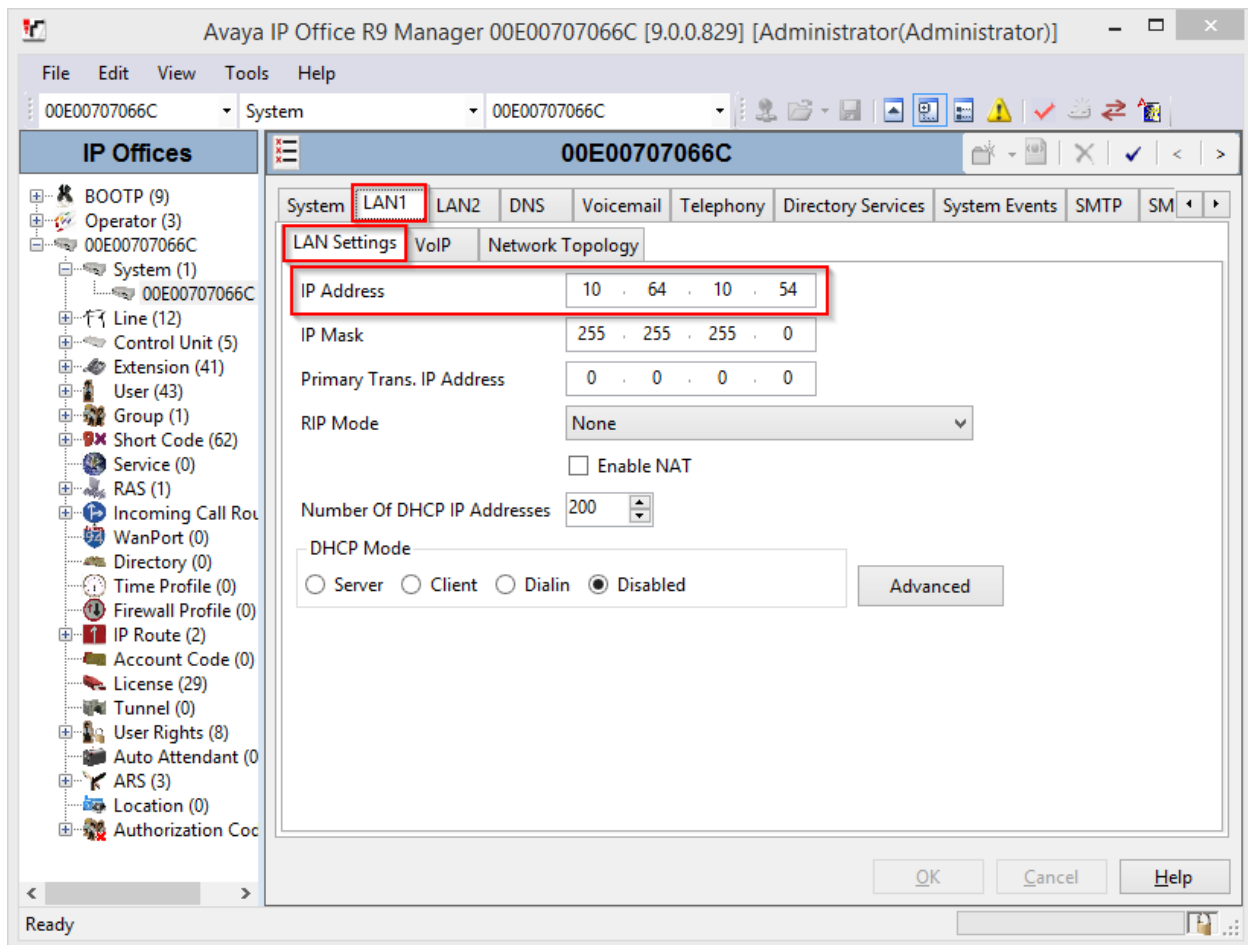 Avaya IP Office R9 Manager 00E00707066C [9.0.0.829] [Administrator(Administrator)]
File Edit View Tools Help
00E00707066C System 00E00707066C
IP Offices
BOOTP (9)
Operator (3)
00E00707066C
System (1)
00E00707066C
Line (12)
Control Unit (5)
Extension (41)
User (43)
Group (1)
Short Code (62)
Service (0)
RAS (1)
Incoming Call Rou
WanPort (0)
Directory (0)
Time Profile (0)
Firewall Profile (0)
IP Route (2)
Account Code (0)
License (29)
Tunnel (0)
User Rights (8)
Auto Attendant (0
ARS (3)
Location (0)
Authorization Coc
00E00707066C
System LAN1 LAN2 DNS Voicemail Telephony Directory Services System Events SMTP SM
LAN Settings VoIP Network Topology
IP Address 10 . 64 . 10 . 54
IP Mask 255 . 255 . 255 . 0
Primary Trans. IP Address 0 . 0 . 0 . 0
RIP Mode None
Enable NAT
Number Of DHCP IP Addresses 200
DHCP Mode
Server Client Dialin Disabled Advanced
OK Cancel Help
Ready